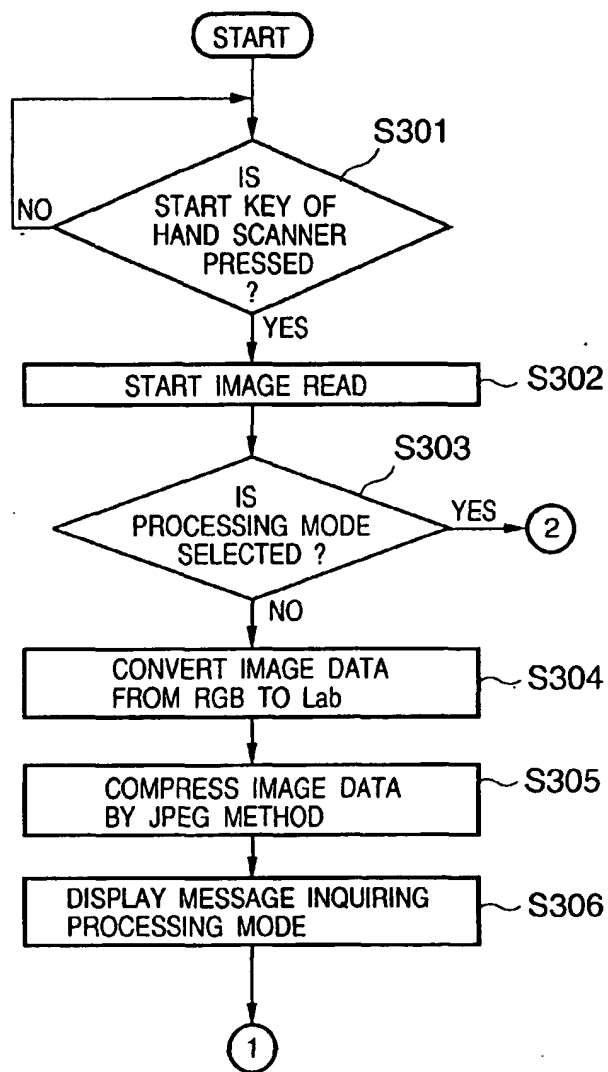 START
S301
IS
START KEY OF
HAND SCANNER
PRESSED
?
NO
YES
START IMAGE READ
S302
S303
IS
PROCESSING MODE
SELECTED ?
YES
2
NO
CONVERT IMAGE DATA
FROM RGB TO Lab
S304
COMPRESS IMAGE DATA
BY JPEG METHOD
S305
DISPLAY MESSAGE INQUIRING
PROCESSING MODE
S306
1